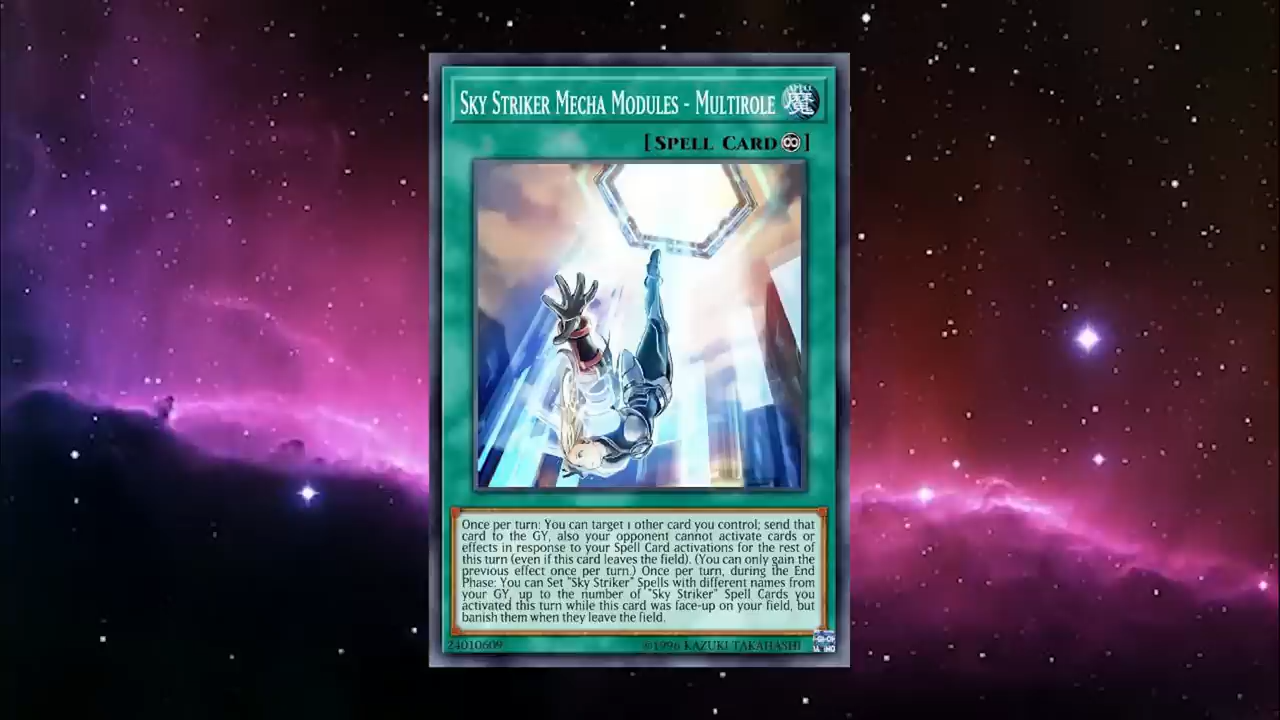 SKY STRIKER MECHA MODULES - MULTIROLE 魔
[SPELL CARD]
Once per turn: You can target 1 other card you control; send that
card to the GY, also your opponent cannot activate cards or
effects in response to your Spell Card activations for the rest of
this turn (even if this card leaves the field). (You can only gain the
previous effect once per turn.) Once per turn, during the End
Phase: You can Set "Sky Striker" Spells with different names from
your GY, up to the number of "Sky Striker" Spell Cards you
activated this turn while this card was face-up on your field, but
banish them when they leave the field.
24010609 ©1996 KAZUKI TAKAHASHI